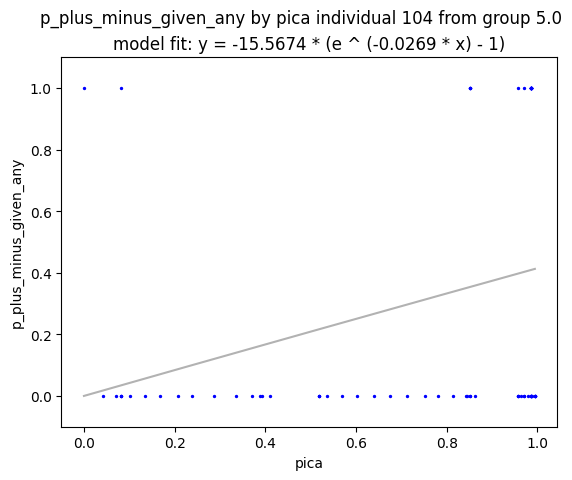 p_plus_minus_given_any by pica individual 104 from group 5.0
model fit: y = -15.5674 * (e ^ (-0.0269 * x) - 1)
1.0
0.8
0.6
0.4
0.2
0.0
p_plus_minus_given_any
0.0 0.2 0.4 0.6 0.8 1.0
pica